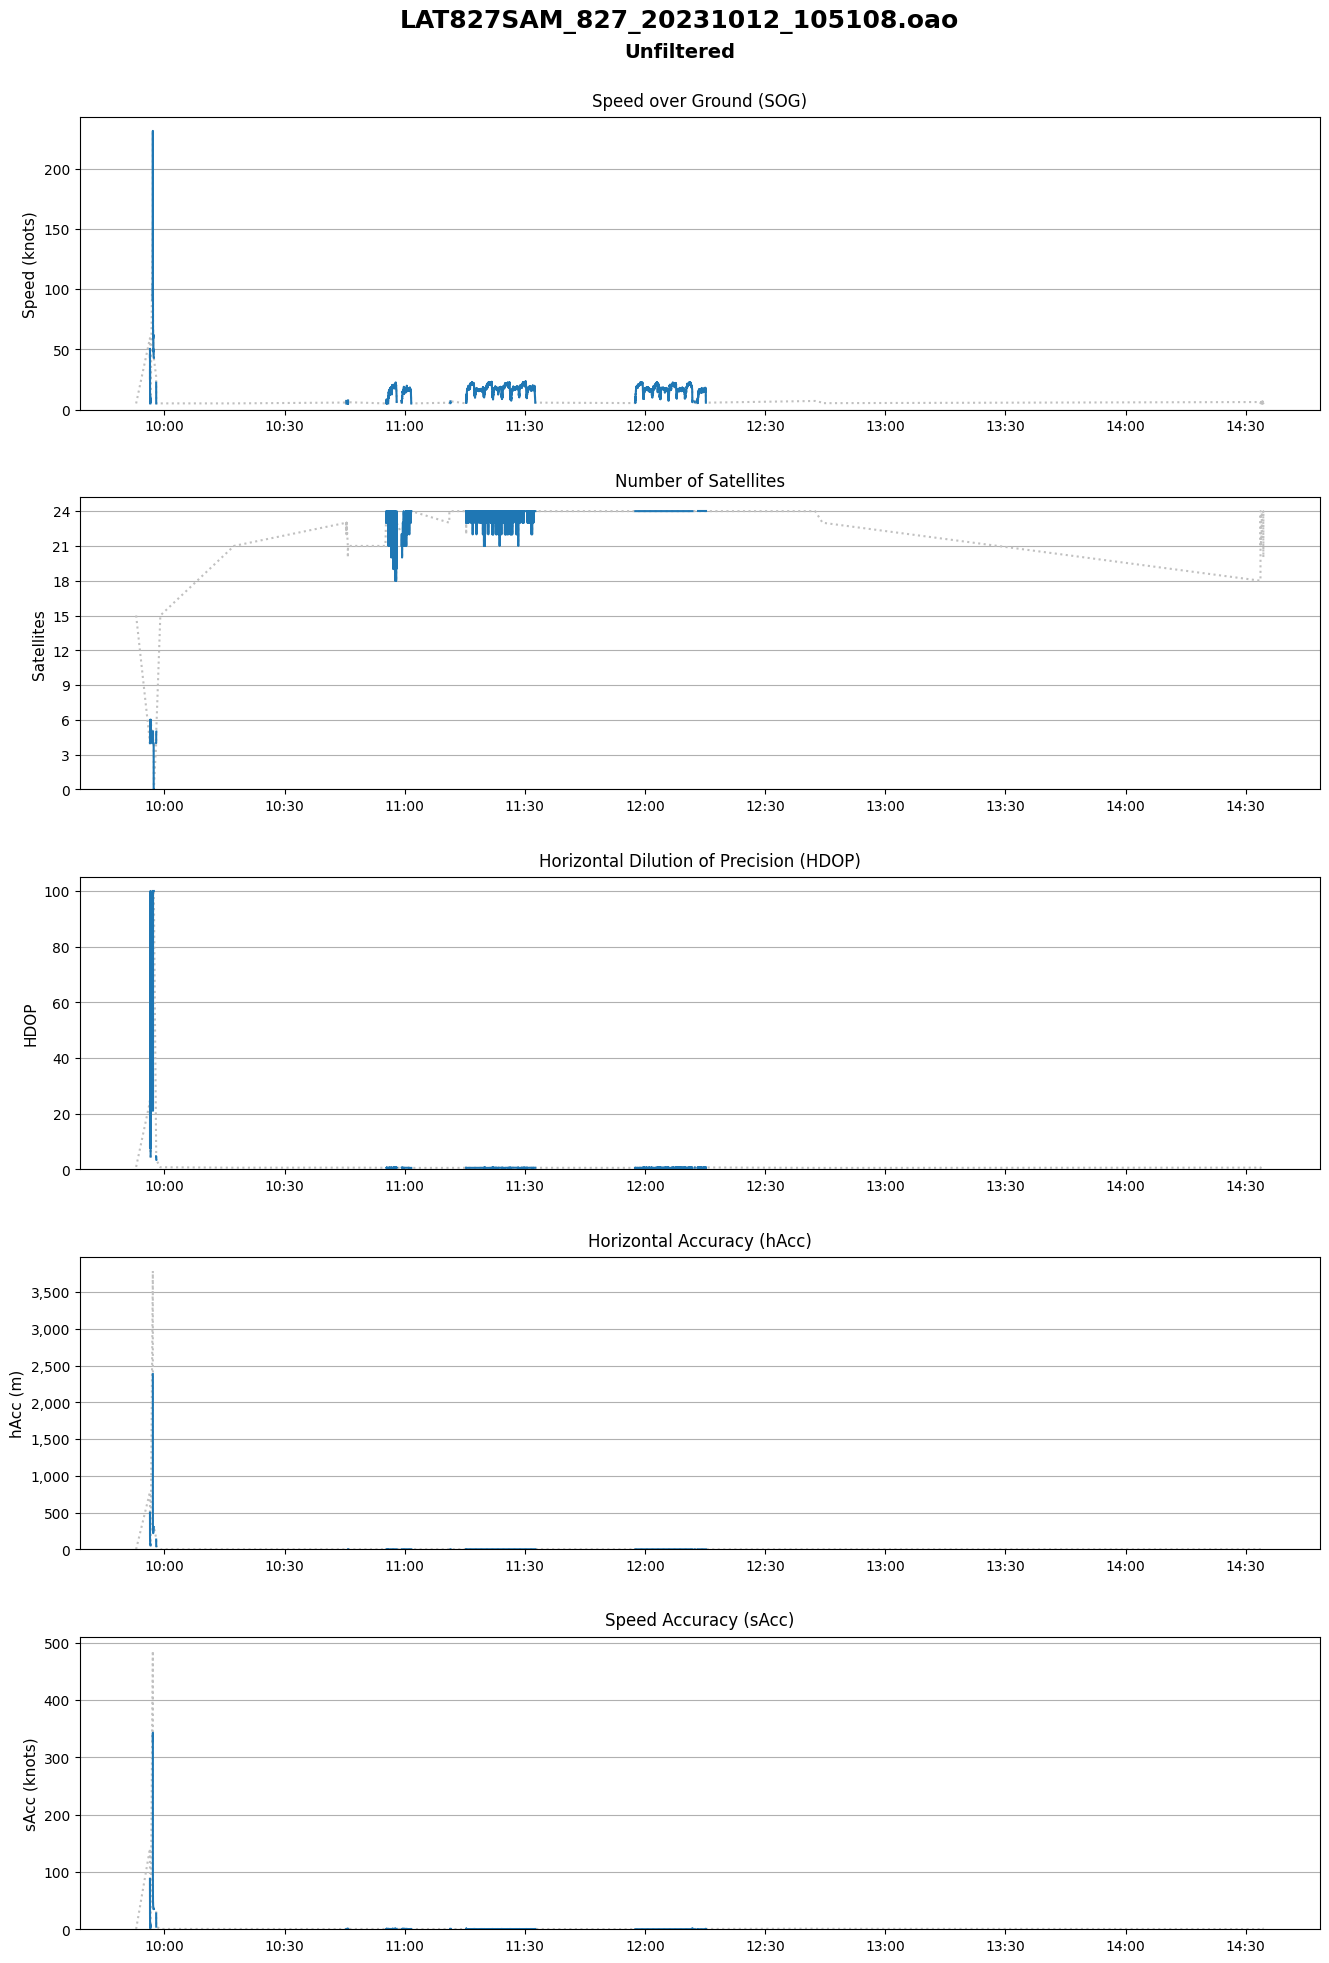 LAT827SAM_827_20231012_105108.oao
Unfiltered
Speed over Ground (SOG)
Speed (knots)
200
150
100
50
0
10:00 10:30 11:00 11:30 12:00 12:30 13:00 13:30 14:00 14:30
Number of Satellites
Satellites
24
21
18
15
12
9
6
3
0
10:00 10:30 11:00 11:30 12:00 12:30 13:00 13:30 14:00 14:30
Horizontal Dilution of Precision (HDOP)
HDOP
100
80
60
40
20
0
10:00 10:30 11:00 11:30 12:00 12:30 13:00 13:30 14:00 14:30
Horizontal Accuracy (hAcc)
hAcc (m)
3,500
3,000
2,500
2,000
1,500
1,000
500
0
10:00 10:30 11:00 11:30 12:00 12:30 13:00 13:30 14:00 14:30
Speed Accuracy (sAcc)
sAcc (knots)
500
400
300
200
100
0
10:00 10:30 11:00 11:30 12:00 12:30 13:00 13:30 14:00 14:30